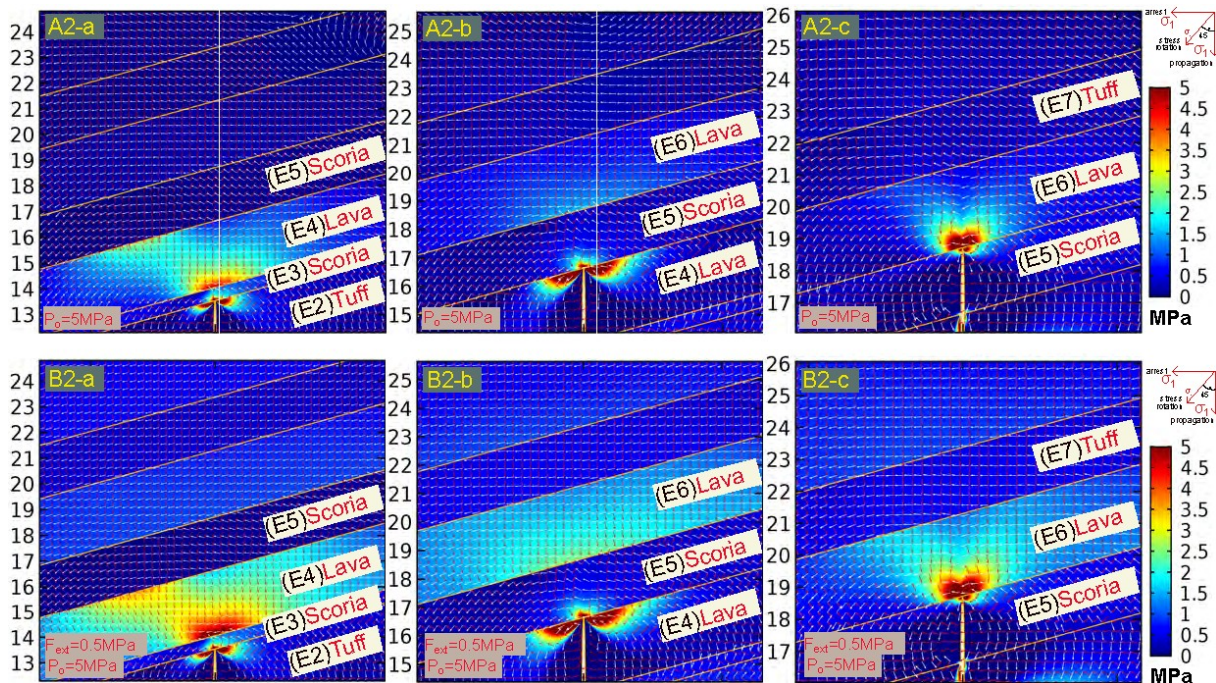 A2-a
24
23
22
21
20
19
18
17
16
15
14
13
(E5)Scoria
(E4)Lava
(E3)Scoria
(E2)Tuff
Po=5MPa
A2-b
25
24
23
22
21
20
19
18
17
16
15
(E6)Lava
(E5)Scoria
(E4)Lava
Po=5MPa
A2-c
26
25
24
23
22
21
20
19
18
17
(E7)Tuff
(E6)Lava
(E5)Scoria
Po=5MPa
arrest
σ1
σ
45
stress
rotation
σ1
propagation
5
4.5
4
3.5
3
2.5
2
1.5
1
0.5
0
MPa
B2-a
24
23
22
21
20
19
18
17
16
15
14
13
(E5)Scoria
(E4)Lava
(E3)Scoria
(E2)Tuff
Fext=0.5MPa
Po=5MPa
B2-b
25
24
23
22
21
20
19
18
17
16
15
(E6)Lava
(E5)Scoria
(E4)Lava
Fext=0.5MPa
Po=5MPa
B2-c
26
25
24
23
22
21
20
19
18
17
(E7)Tuff
(E6)Lava
(E5)Scoria
Fext=0.5MPa
Po=5MPa
arrest
σ1
σ
45
stress
rotation
σ1
propagation
5
4.5
4
3.5
3
2.5
2
1.5
1
0.5
0
MPa